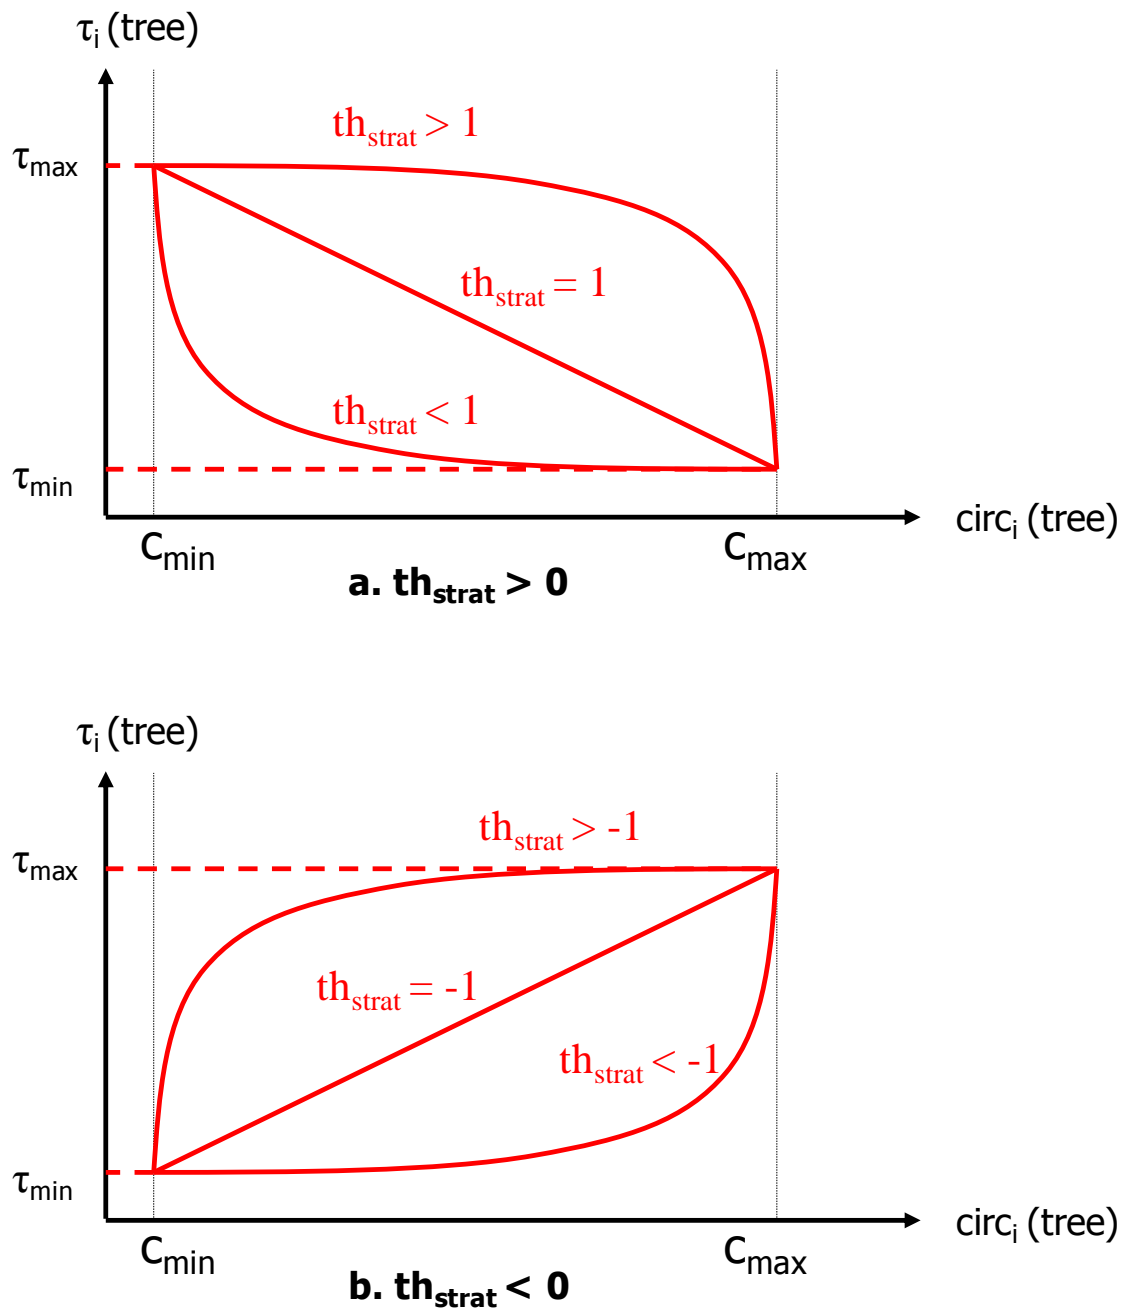 τi (tree)
thstrat > 1
τmax
thstrat = 1
thstrat < 1
τmin
circi (tree)
cmin
cmax
a. thstrat > 0
τi (tree)
thstrat > -1
τmax
thstrat = -1
thstrat < -1
τmin
circi (tree)
cmin
cmax
b. thstrat < 0